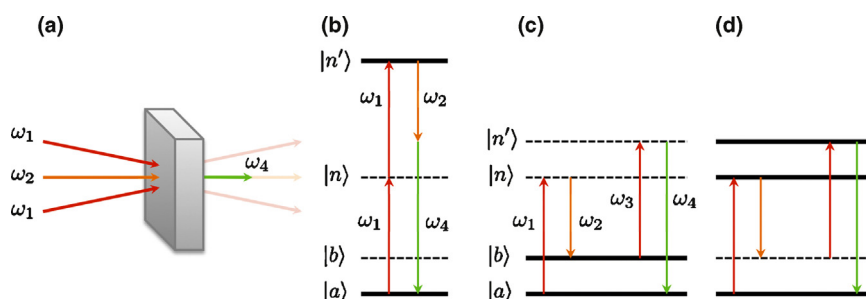 (a)
ω₁
ω₂
ω₁
ω₄
(b)
|n′⟩
|n⟩
|b⟩
|a⟩
ω₁
ω₂
ω₁
ω₄
(c)
|n′⟩
|n⟩
|b⟩
|a⟩
ω₁
ω₂
ω₃
ω₄
(d)